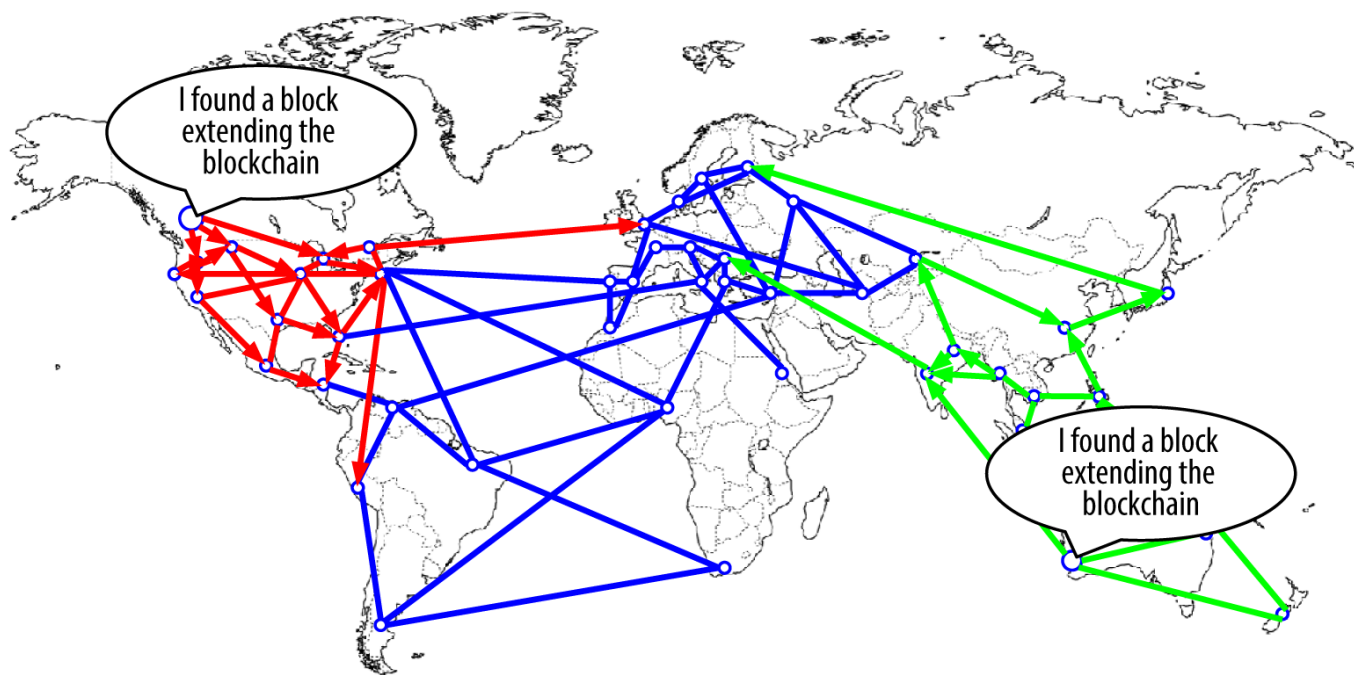 I found a block
extending the
blockchain
I found a block
extending the
blockchain